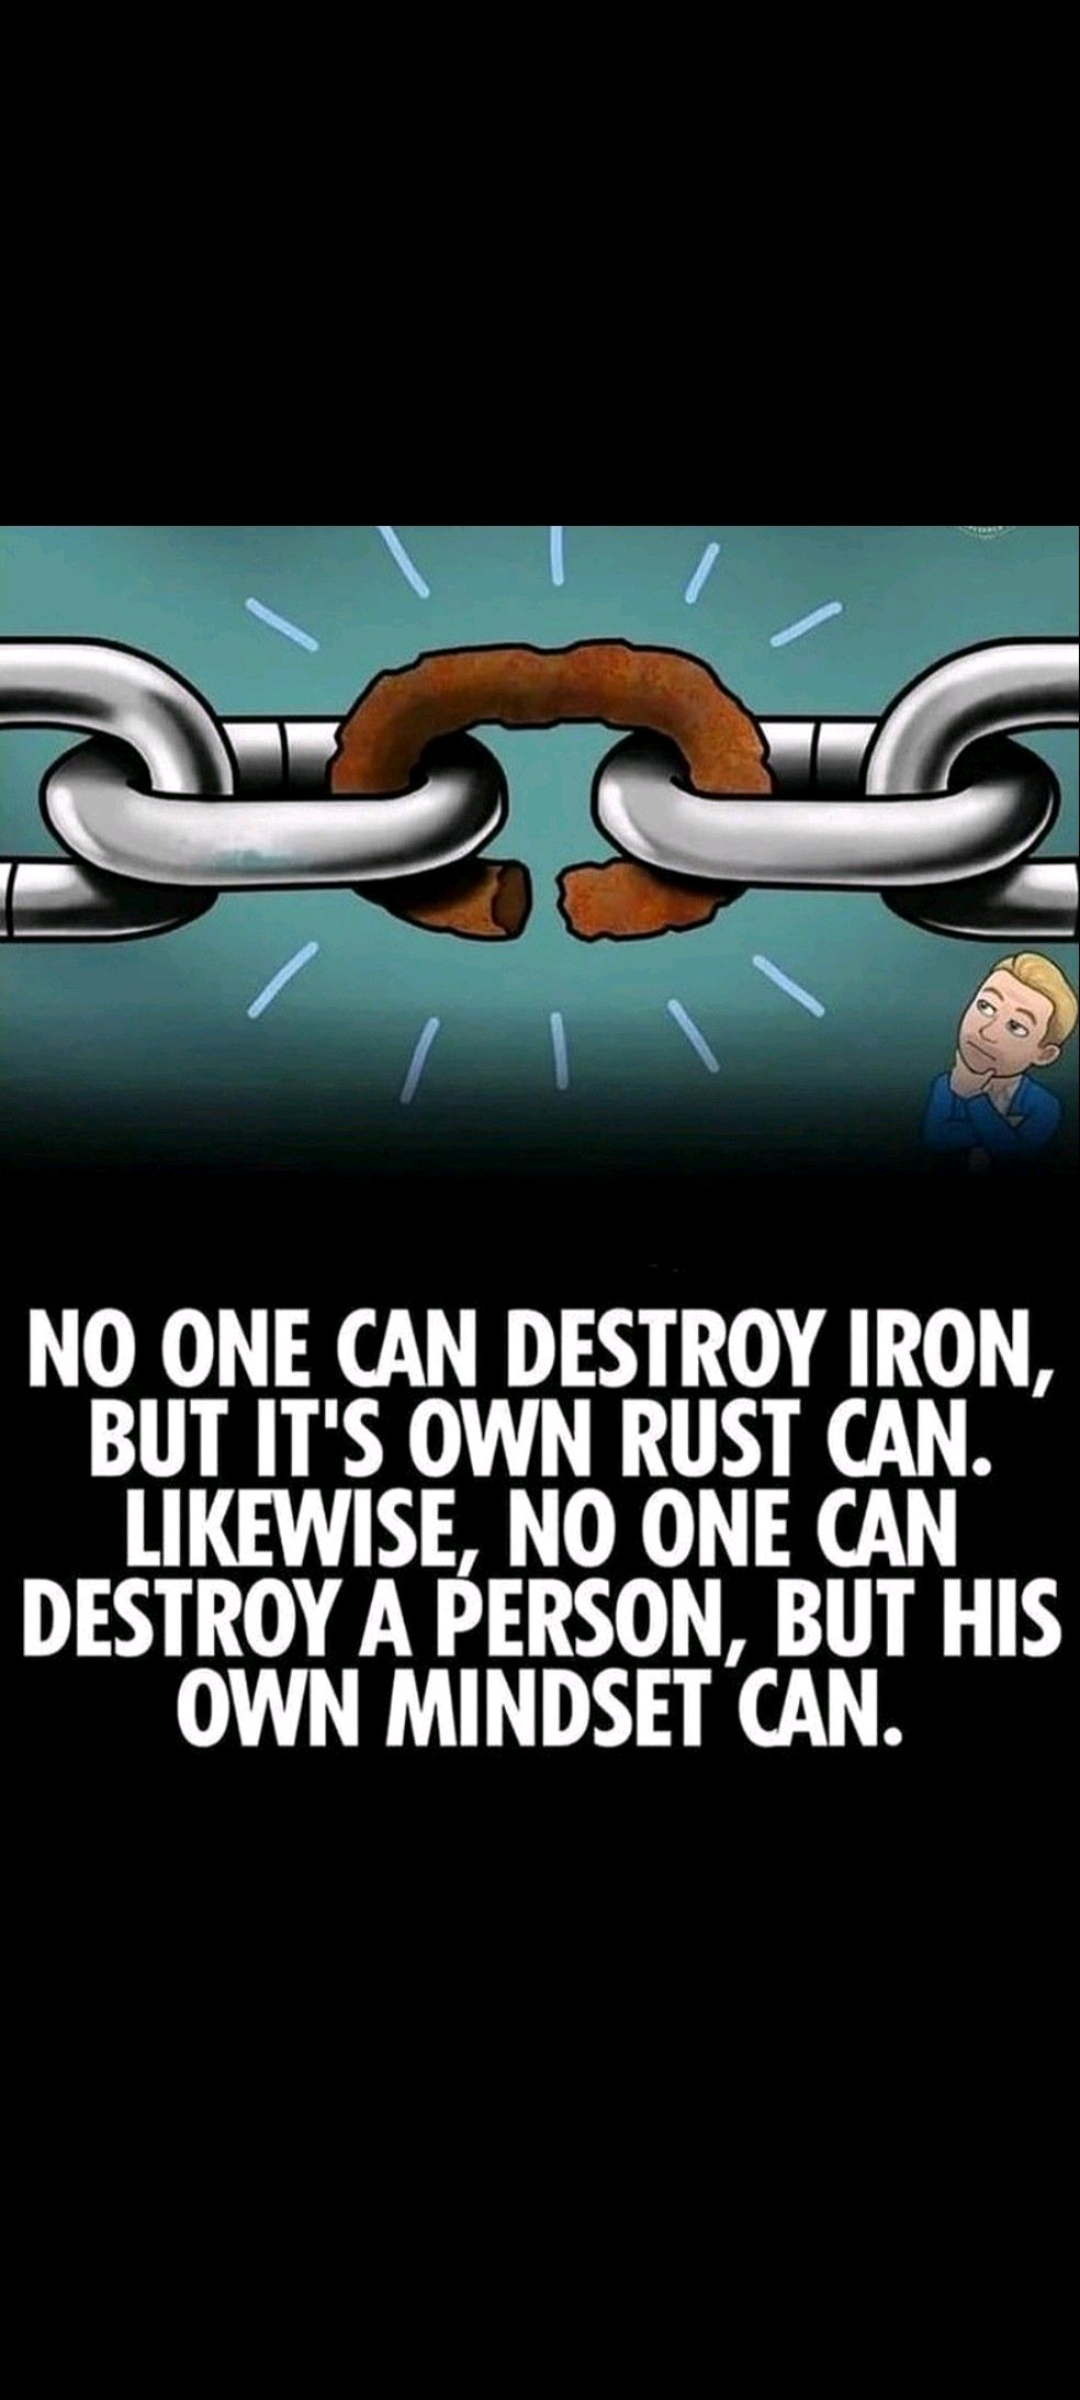 NO ONE CAN DESTROY IRON,
BUT IT'S OWN RUST CAN.
LIKEWISE, NO ONE CAN
DESTROY A PERSON, BUT HIS
OWN MINDSET CAN.